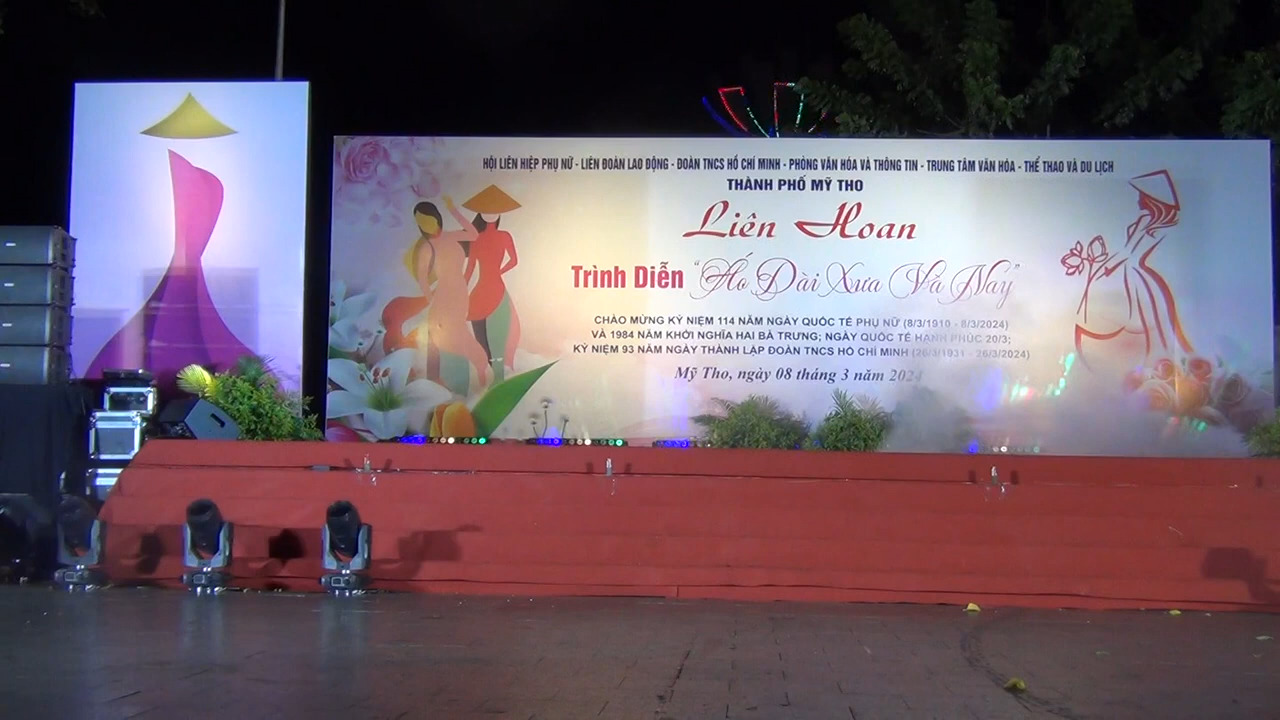 HỘI LIÊN HIỆP PHỤ NỮ - LIÊN ĐOÀN LAO ĐỘNG - ĐOÀN TNCS HỒ CHÍ MINH - PHÒNG VĂN HÓA VÀ THÔNG TIN - TRUNG TÂM VĂN HÓA - THỂ THAO VÀ DU LỊCH
THÀNH PHỐ MỸ THO
Liên Hoan
Trình Diễn "Áo Dài Xưa Và Nay"
CHÀO MỪNG KỶ NIỆM 114 NĂM NGÀY QUỐC TẾ PHỤ NỮ (8/3/1910 - 8/3/2024)
VÀ 1984 NĂM KHỞI NGHĨA HAI BÀ TRƯNG; NGÀY QUỐC TẾ HẠNH PHÚC 20/3;
KỶ NIỆM 93 NĂM NGÀY THÀNH LẬP ĐOÀN TNCS HỒ CHÍ MINH (26/3/1931 - 26/3/2024)
Mỹ Tho, ngày 08 tháng 3 năm 2024